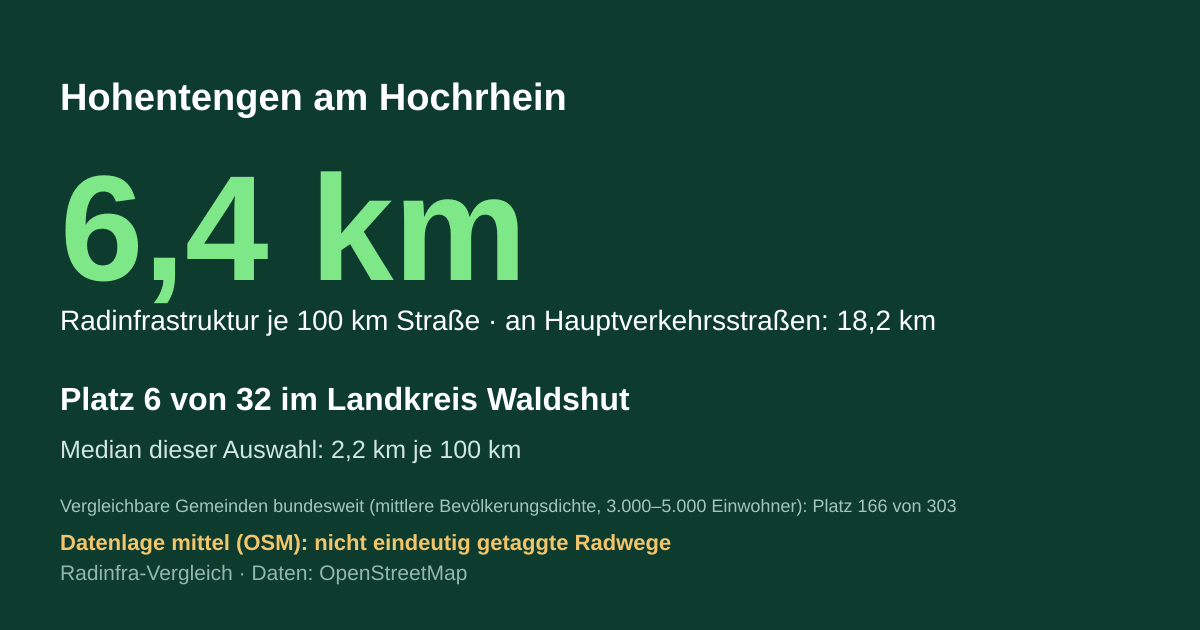 Hohentengen am Hochrhein
6,4 km
Radinfrastruktur je 100 km Straße · an Hauptverkehrsstraßen: 18,2 km
Platz 6 von 32 im Landkreis Waldshut
Median dieser Auswahl: 2,2 km je 100 km
Vergleichbare Gemeinden bundesweit (mittlere Bevölkerungsdichte, 3.000–5.000 Einwohner): Platz 166 von 303
Datenlage mittel (OSM): nicht eindeutig getaggte Radwege
Radinfra-Vergleich · Daten: OpenStreetMap